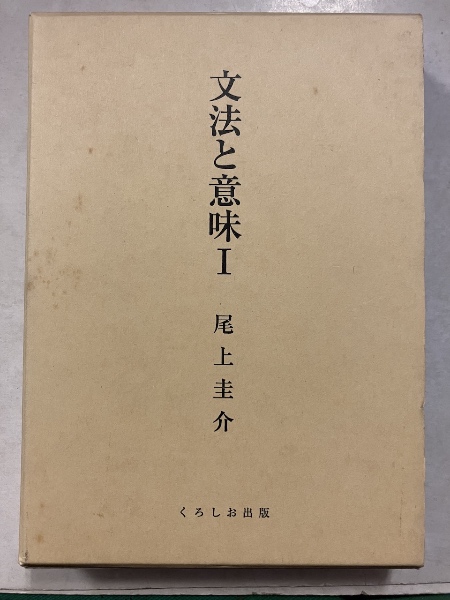 文法と意味Ⅰ
尾上圭介
くろしお出版